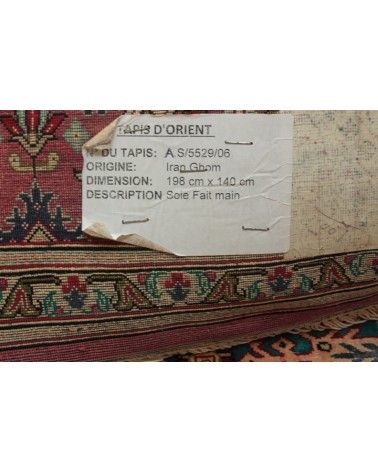 TAPIS D'ORIENT
N° DU TAPIS: A.S/5529/06
ORIGINE: Iran Ghom
DIMENSION: 198 cm x 140 cm
DESCRIPTION Soie Fait main